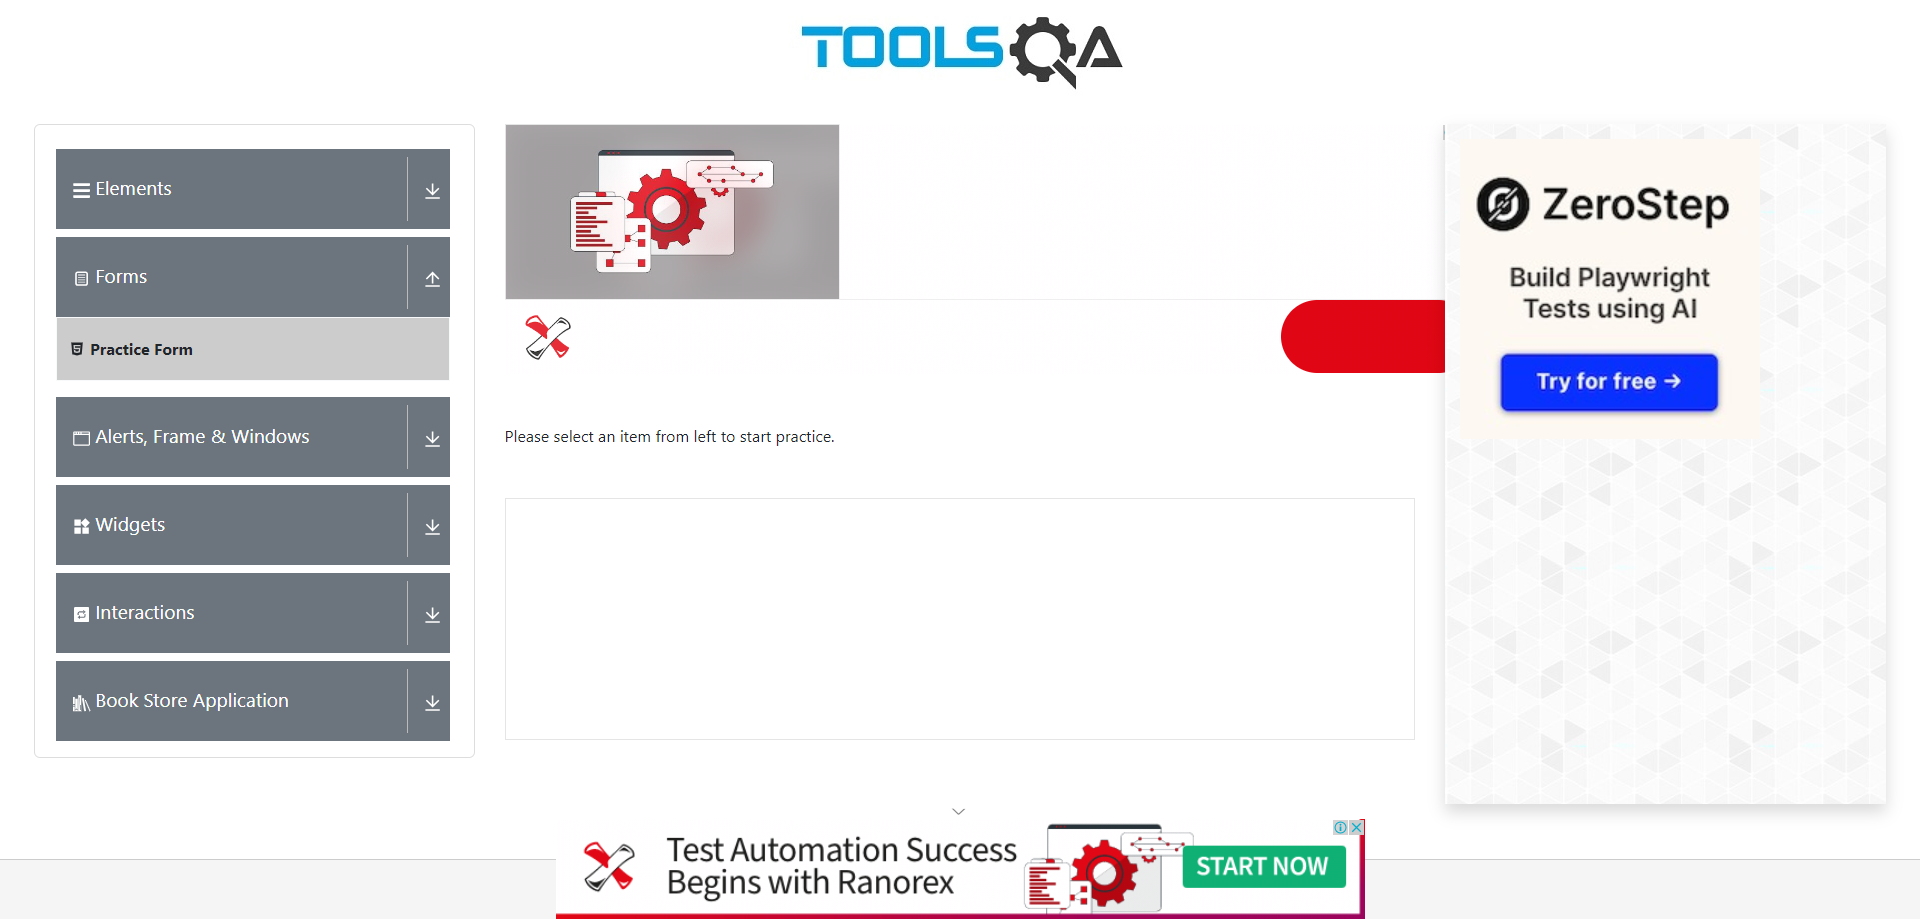 TOOLSQA
Elements
Forms
Practice Form
Alerts, Frame & Windows
Widgets
Interactions
Book Store Application
Please select an item from left to start practice.
ZeroStep
Build Playwright
Tests using AI
Try for free →
Test Automation Success
Begins with Ranorex
START NOW